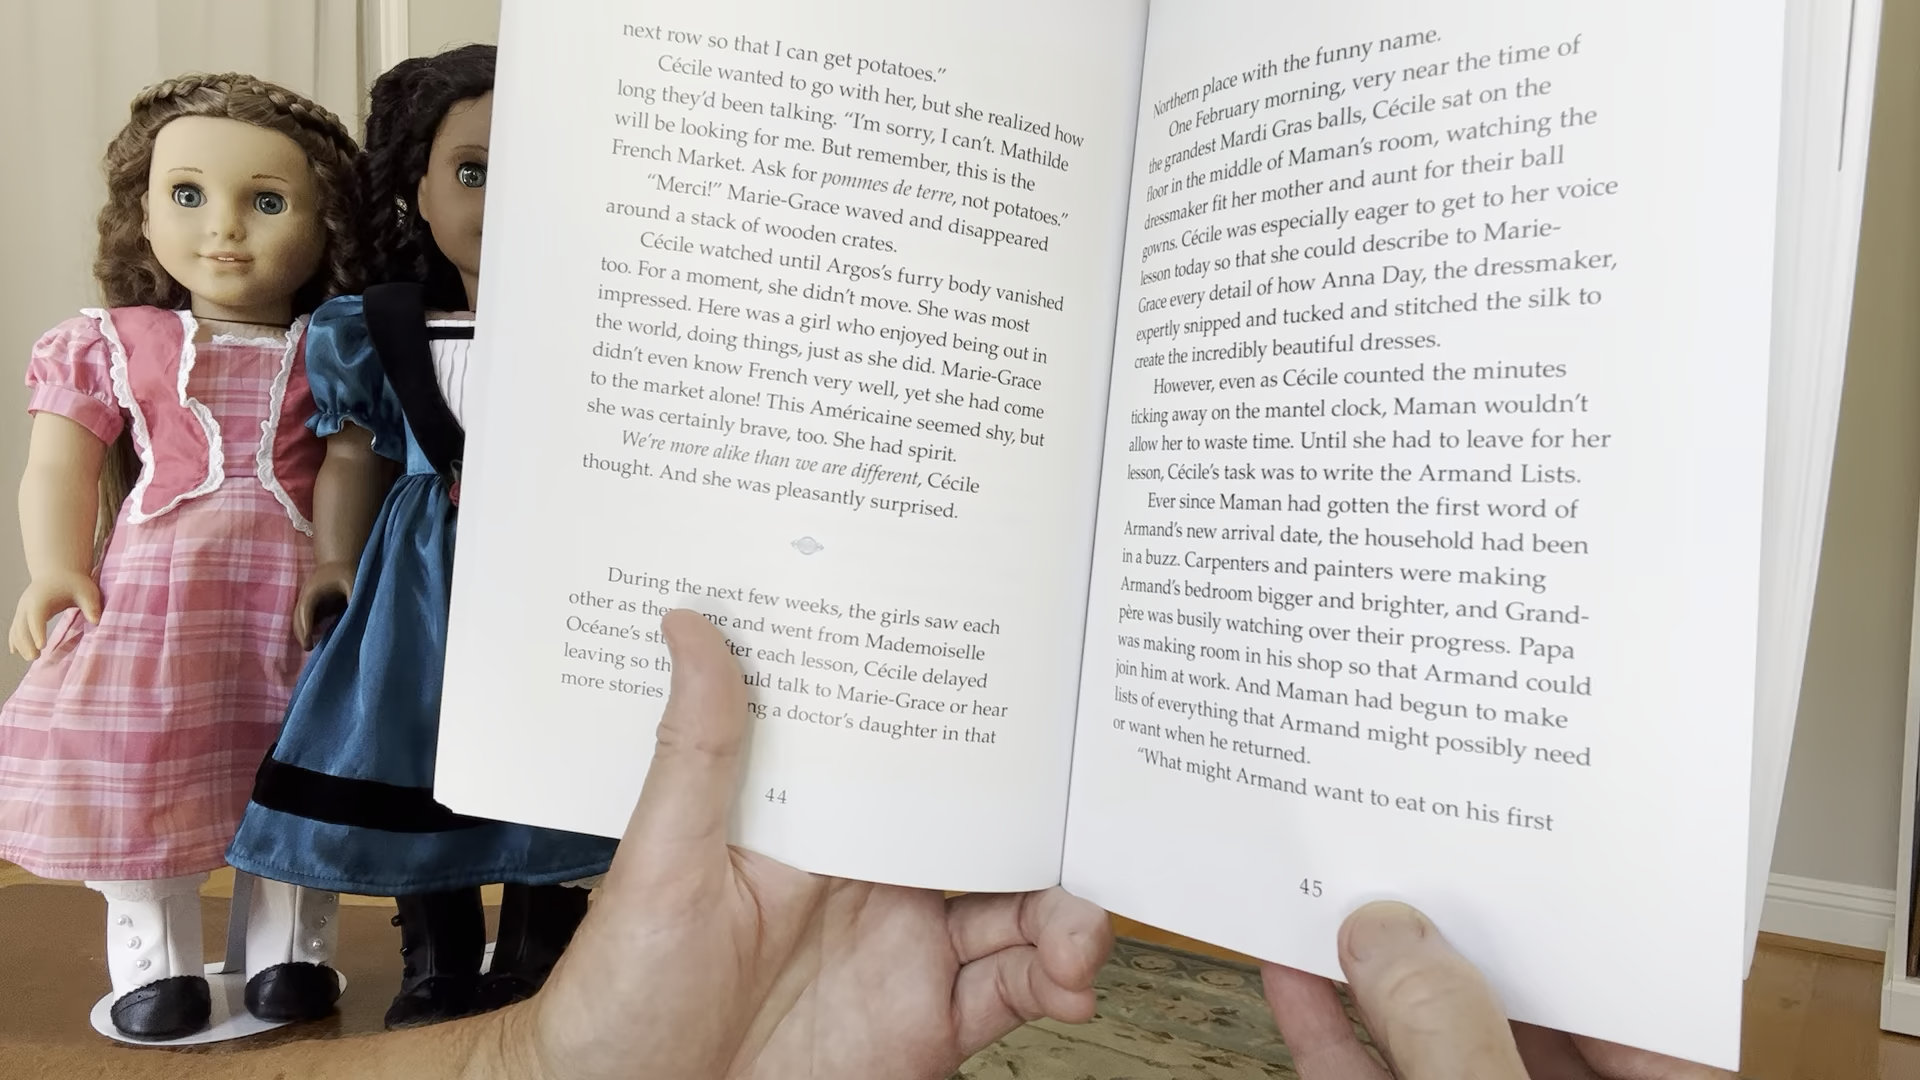 next row so that I can get potatoes.”
Cécile wanted to go with her, but she realized how
long they’d been talking. “I’m sorry, I can’t. Mathilde
will be looking for me. But remember, this is the
French Market. Ask for pommes de terre, not potatoes.”
“Merci!” Marie-Grace waved and disappeared
around a stack of wooden crates.
Cécile watched until Argos’s furry body vanished
too. For a moment, she didn’t move. She was most
impressed. Here was a girl who enjoyed being out in
the world, doing things, just as she did. Marie-Grace
didn’t even know French very well, yet she had come
to the market alone! This Américaine seemed shy, but
she was certainly brave, too. She had spirit.
We’re more alike than we are different, Cécile
thought. And she was pleasantly surprised.
During the next few weeks, the girls saw each
other as they and went from Mademoiselle
Océane’s each lesson, Cécile delayed
leaving so talk to Marie-Grace or hear
more stories a doctor’s daughter in that
44
Northern place with the funny name.
One February morning, very near the time of
the grandest Mardi Gras balls, Cécile sat on the
floor in the middle of Maman’s room, watching the
dressmaker fit her mother and aunt for their ball
gowns. Cécile was especially eager to get to her voice
lesson today so that she could describe to Marie-
Grace every detail of how Anna Day, the dressmaker,
expertly snipped and tucked and stitched the silk to
create the incredibly beautiful dresses.
However, even as Cécile counted the minutes
ticking away on the mantel clock, Maman wouldn’t
allow her to waste time. Until she had to leave for her
lesson, Cécile’s task was to write the Armand Lists.
Ever since Maman had gotten the first word of
Armand’s new arrival date, the household had been
in a buzz. Carpenters and painters were making
Armand’s bedroom bigger and brighter, and Grand-
père was busily watching over their progress. Papa
was making room in his shop so that Armand could
join him at work. And Maman had begun to make
lists of everything that Armand might possibly need
or want when he returned.
“What might Armand want to eat on his first
45